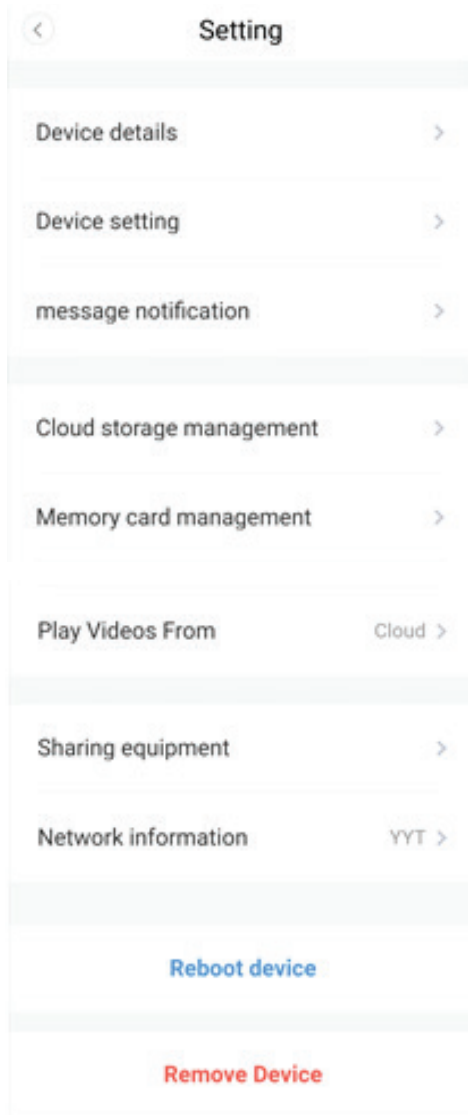 Setting
Device details
Device setting
message notification
Cloud storage management
Memory card management
Play Videos From Cloud
Sharing equipment
Network information YYT
Reboot device
Remove Device